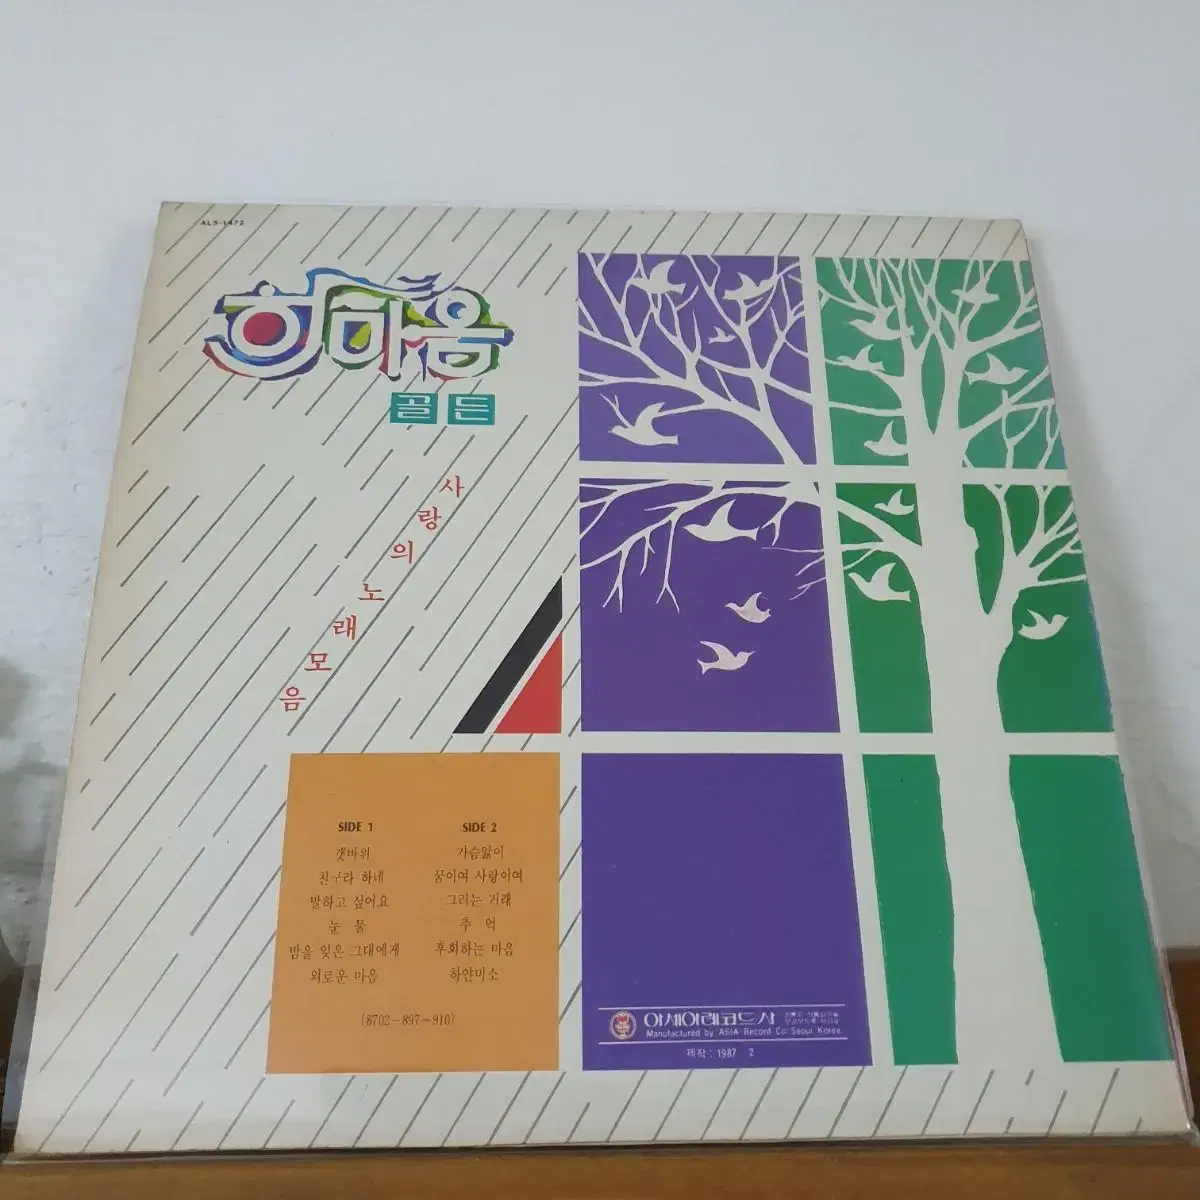 ALS-1472
한마음
골든
사랑의 노래모음
SIDE 1
갯바위
친구라 하네
말하고 싶어요
눈 물
맘을 잊은 그대에게
외로운 마음
SIDE 2
가슴앓이
꿈이여 사랑이여
그러는 거래
추 억
후회하는 마음
하얀미소
(8702-897~910)
아세아레코드사
Manufactured by ASIA Record Co Seoul Korea
제작 : 1987 2